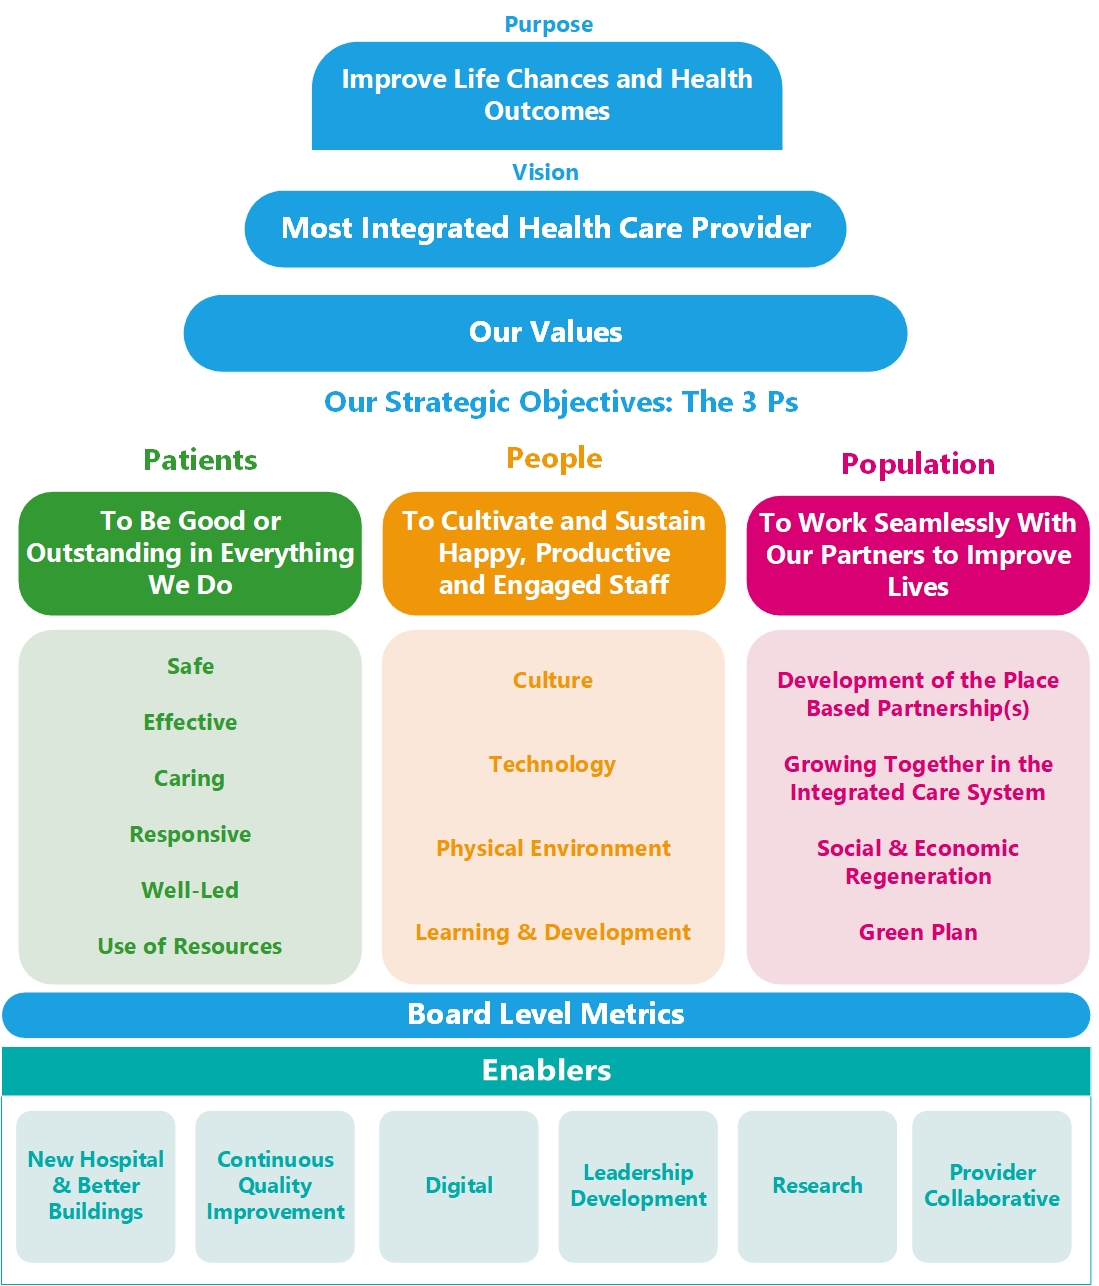 Purpose
Improve Life Chances and Health
Outcomes
Vision
Most Integrated Health Care Provider
Our Values
Our Strategic Objectives: The 3 Ps
Patients
To Be Good or
Outstanding in Everything
We Do
Safe
Effective
Caring
Responsive
Well-Led
Use of Resources
People
To Cultivate and Sustain
Happy, Productive
and Engaged Staff
Culture
Technology
Physical Environment
Learning & Development
Population
To Work Seamlessly With
Our Partners to Improve
Lives
Development of the Place
Based Partnership(s)
Growing Together in the
Integrated Care System
Social & Economic
Regeneration
Green Plan
Board Level Metrics
Enablers
New Hospital
& Better
Buildings
Continuous
Quality
Improvement
Digital
Leadership
Development
Research
Provider
Collaborative